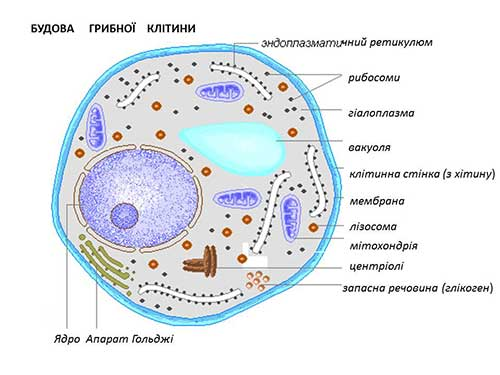 БУДОВА ГРИБНОЇ КЛІТИНИ
эндоплазматичний ретикулюм
рибосоми
гіалоплазма
вакуоля
клітинна стінка (з хітину)
мембрана
лізосома
мітохондрія
центріолі
запасна речовина (глікоген)
Ядро Апарат Гольджі